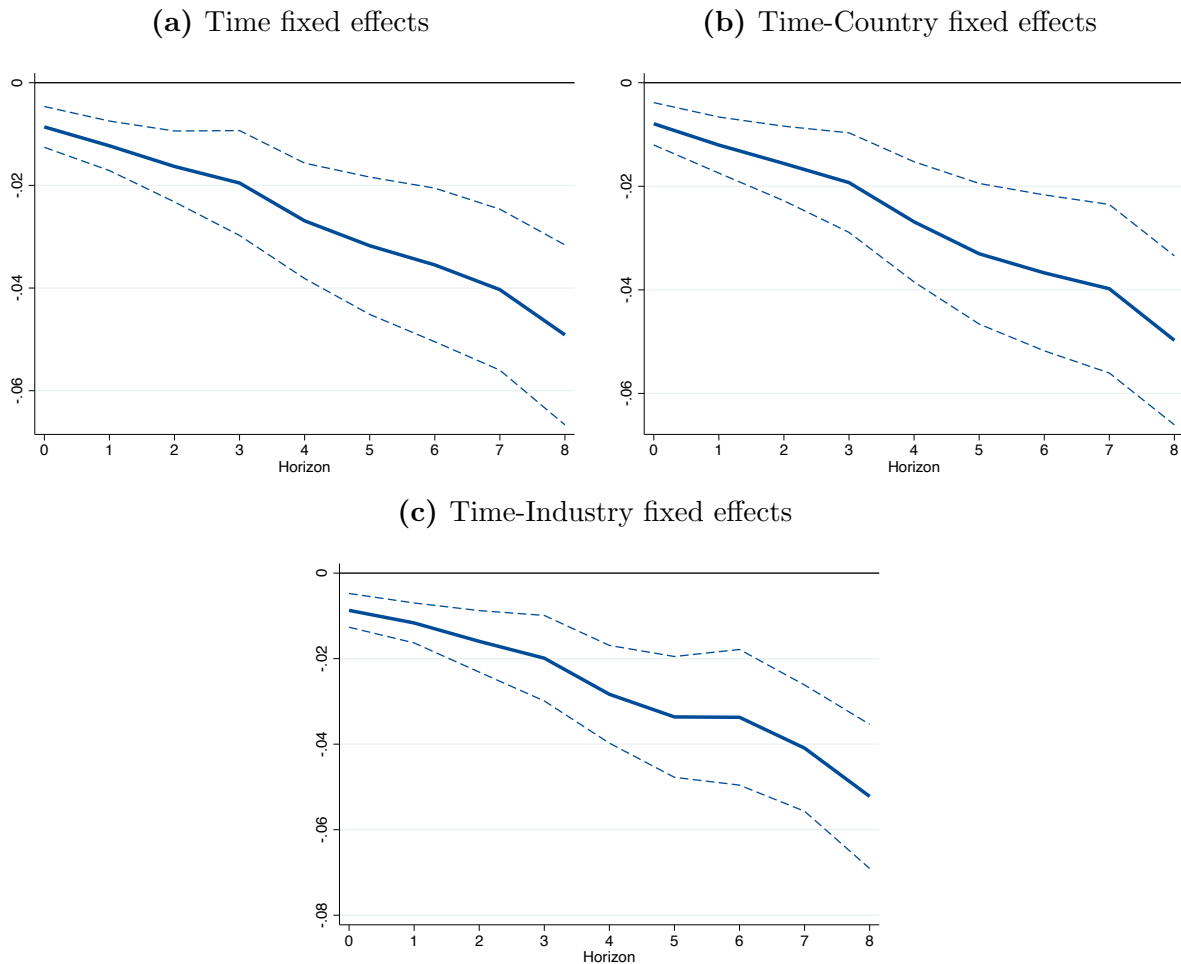 (a) Time fixed effects
0
-.02
-.04
-.06
0 1 2 3 4 5 6 7 8
Horizon
(b) Time-Country fixed effects
0
-.02
-.04
-.06
0 1 2 3 4 5 6 7 8
Horizon
(c) Time-Industry fixed effects
0
-.02
-.04
-.06
-.08
0 1 2 3 4 5 6 7 8
Horizon